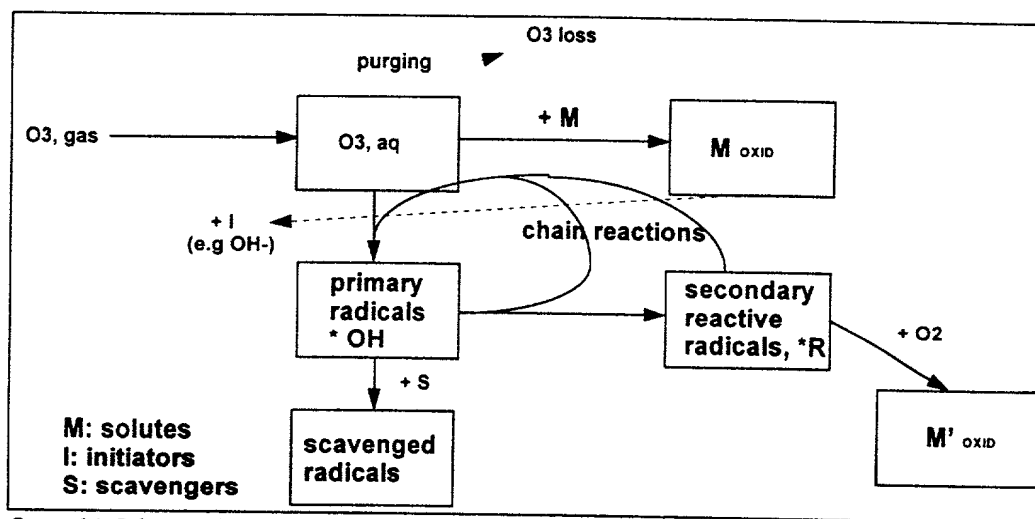 O3 loss
purging
O3, gas
O3, aq
+ M
M OXID
+ I
(e.g OH-)
chain reactions
primary
radicals
* OH
secondary
reactive
radicals, *R
+ O2
+ S
M' OXID
scavenged
radicals
M: solutes
I: initiators
S: scavengers